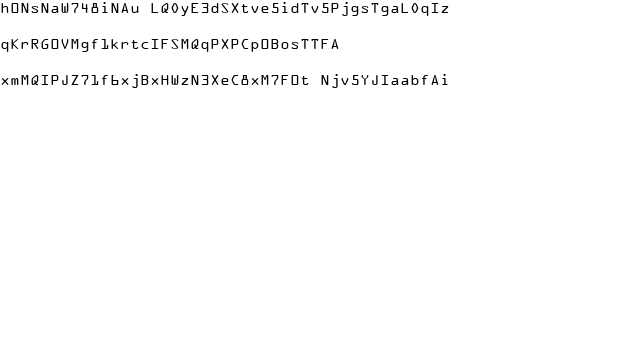 hONsNaW748iNAu LQ0yE3dSXtve5idTv5PjgsTgaL0qIz
qKrRGOVMgf1krtcIFSMQqPXPCpOBosTTFA
xmMQIPJZ71f6xjBxHWzN3XeC8xM7FOt Njv5YJIaabfAi